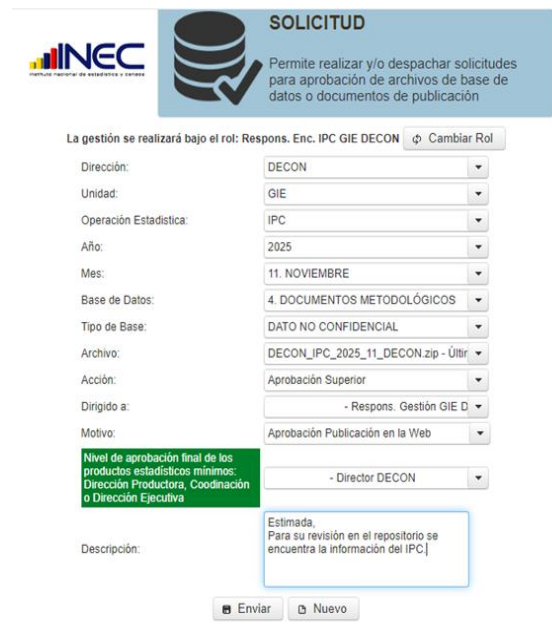 SOLICITUD
INEC
instituto nacional de estadística y censos
Permite realizar y/o despachar solicitudes
para aprobación de archivos de base de
datos o documentos de publicación
La gestión se realizará bajo el rol: Respons. Enc. IPC GIE DECON Cambiar Rol
Dirección: DECON
Unidad: GIE
Operación Estadistica: IPC
Año: 2025
Mes: 11. NOVIEMBRE
Base de Datos: 4. DOCUMENTOS METODOLÓGICOS
Tipo de Base: DATO NO CONFIDENCIAL
Archivo: DECON_IPC_2025_11_DECON.zip - Últir
Acción: Aprobación Superior
Dirigido a: - Respons. Gestión GIE D
Motivo: Aprobación Publicación en la Web
Nivel de aprobación final de los
productos estadísticos mínimos:
Dirección Productora, Coodinación
o Dirección Ejecutiva
- Director DECON
Descripción:
Estimada,
Para su revisión en el repositorio se
encuentra la información del IPC.
Enviar Nuevo